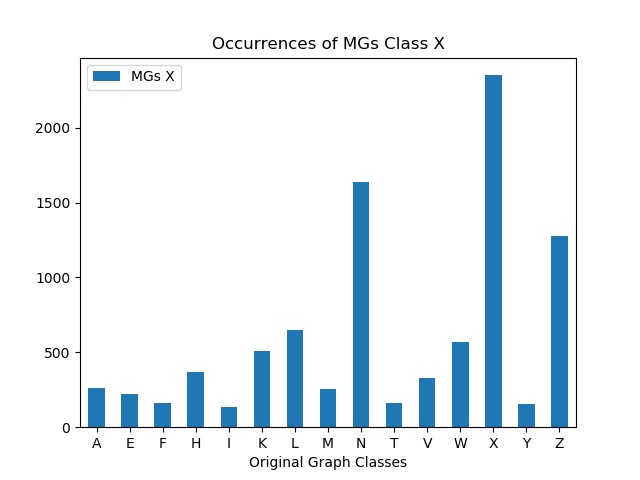 Occurrences of MGs Class X
MGs X
2000
1500
1000
500
0
A E F H I K L M N T V W X Y Z
Original Graph Classes